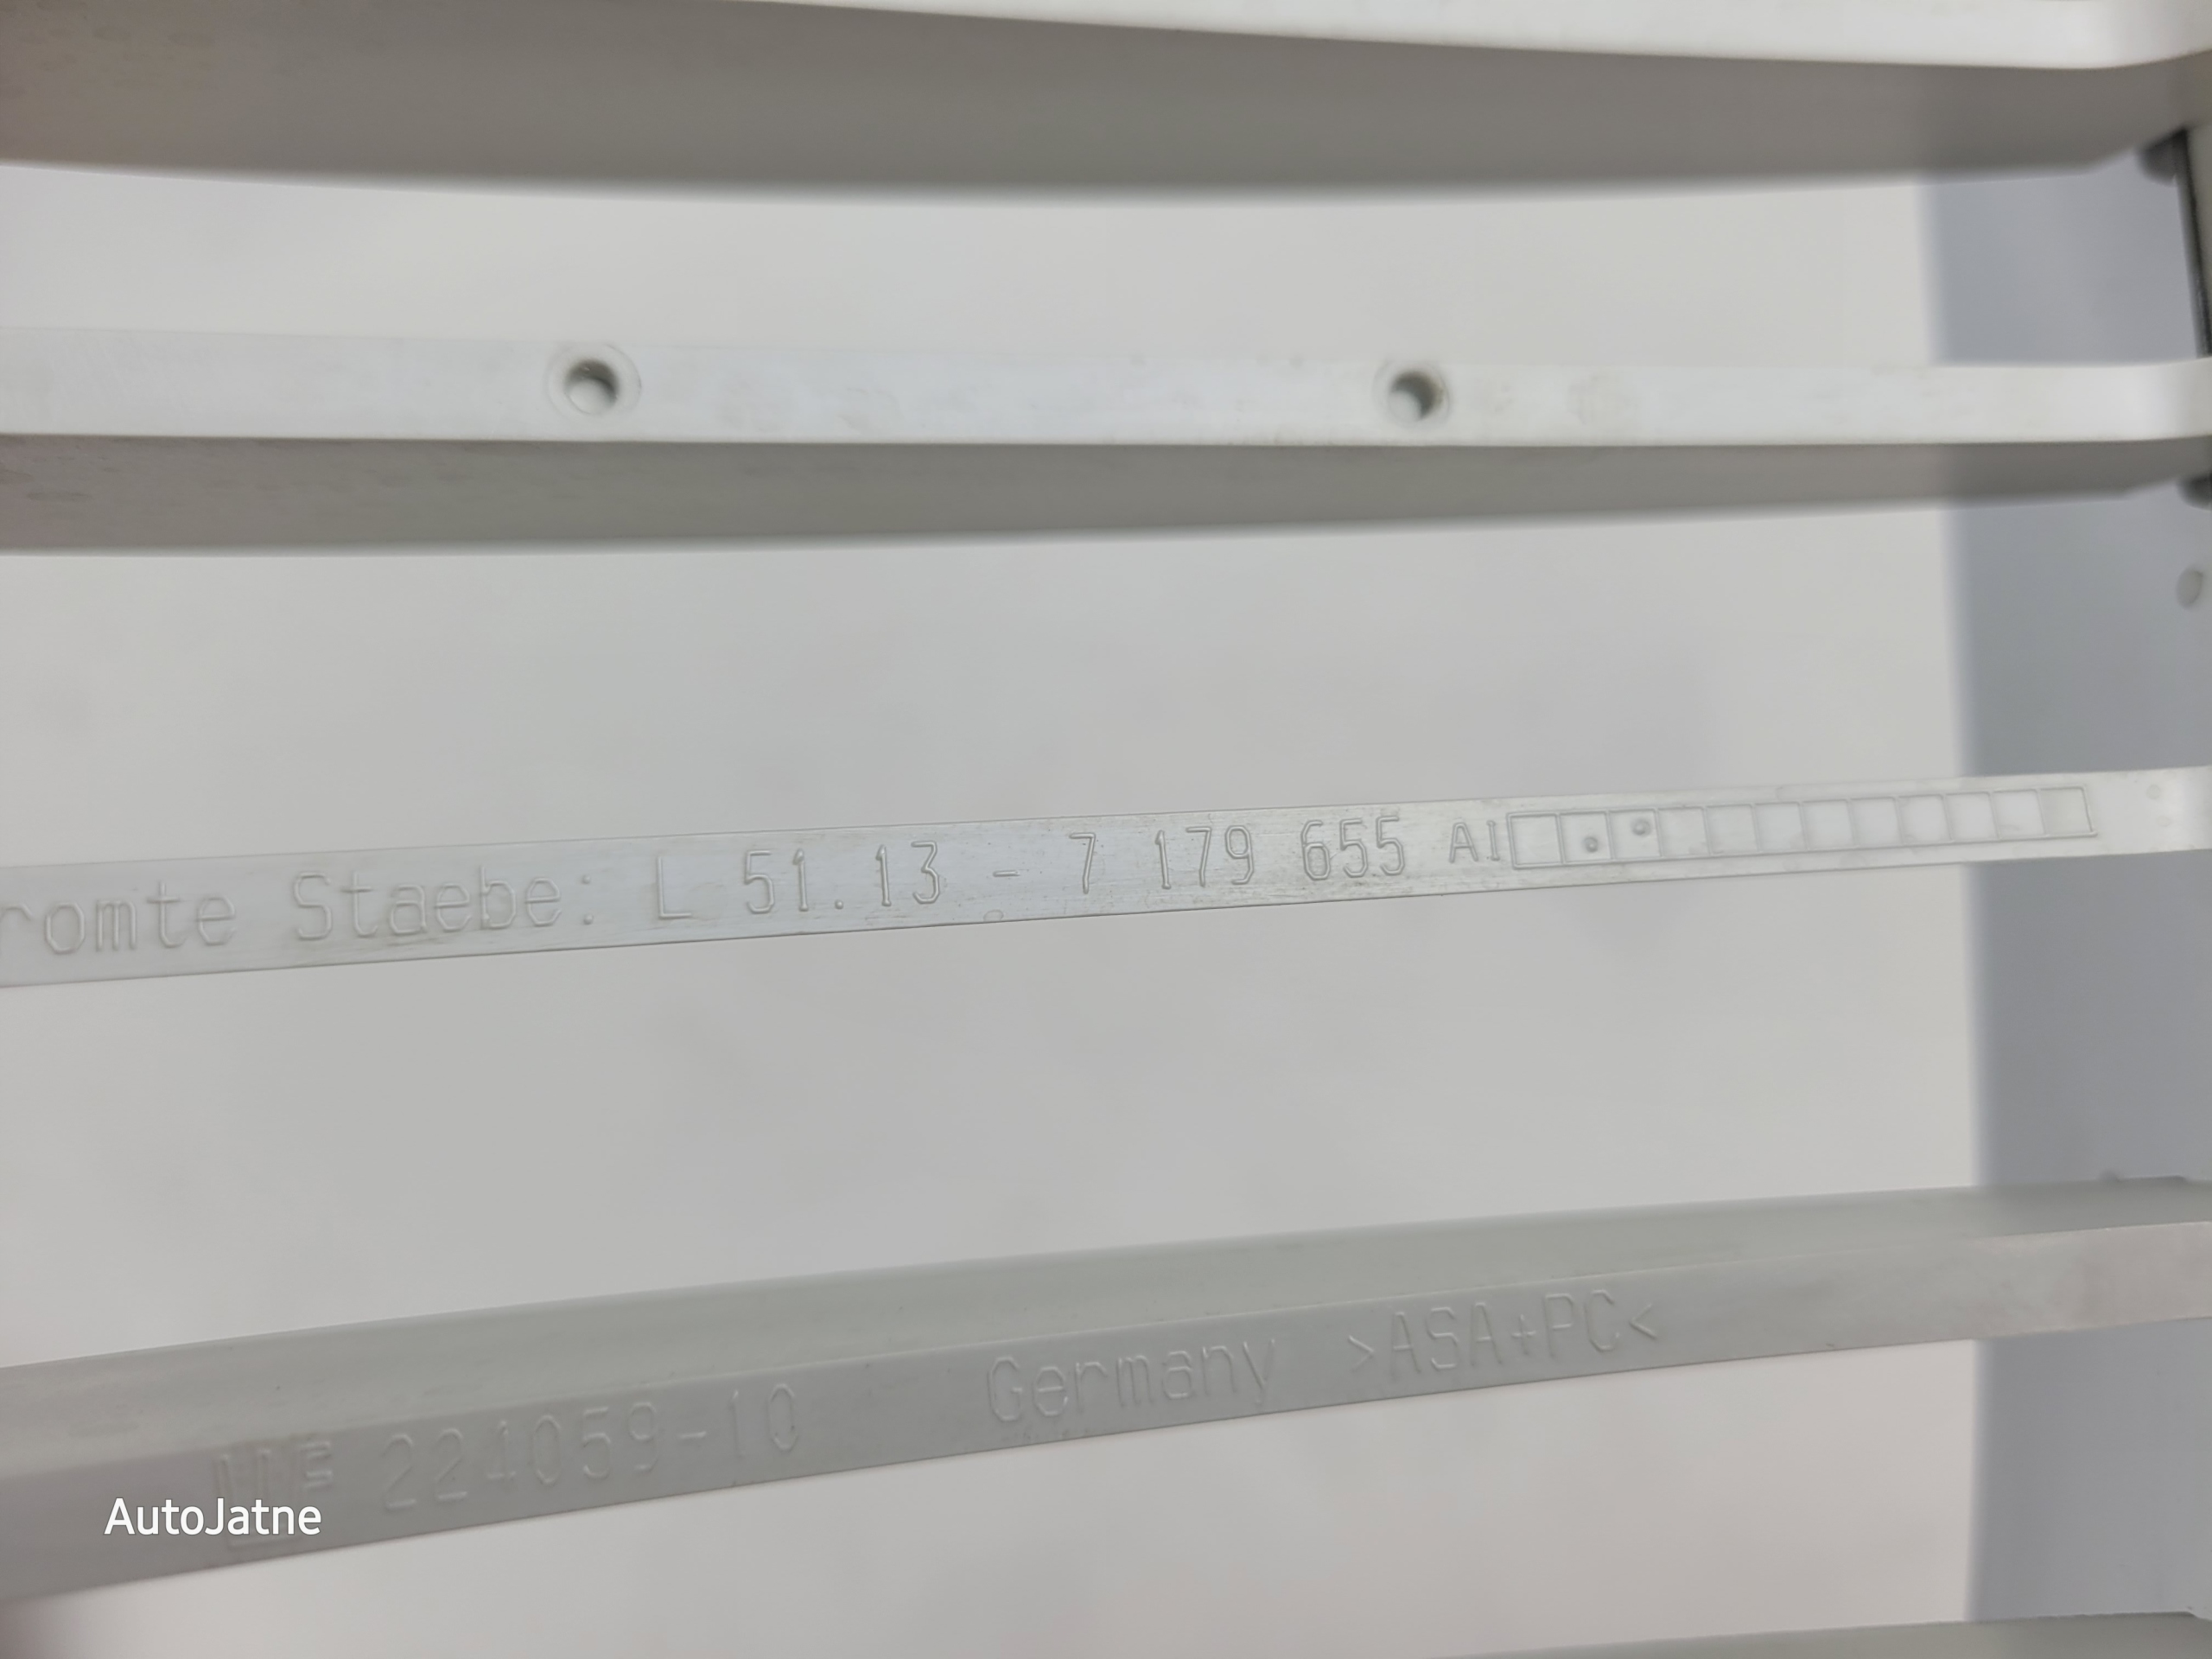 romte Staebe: L 51.13 - 7 179 655 AI
224059-10 Germany >ASA+PC<
AutoJatne